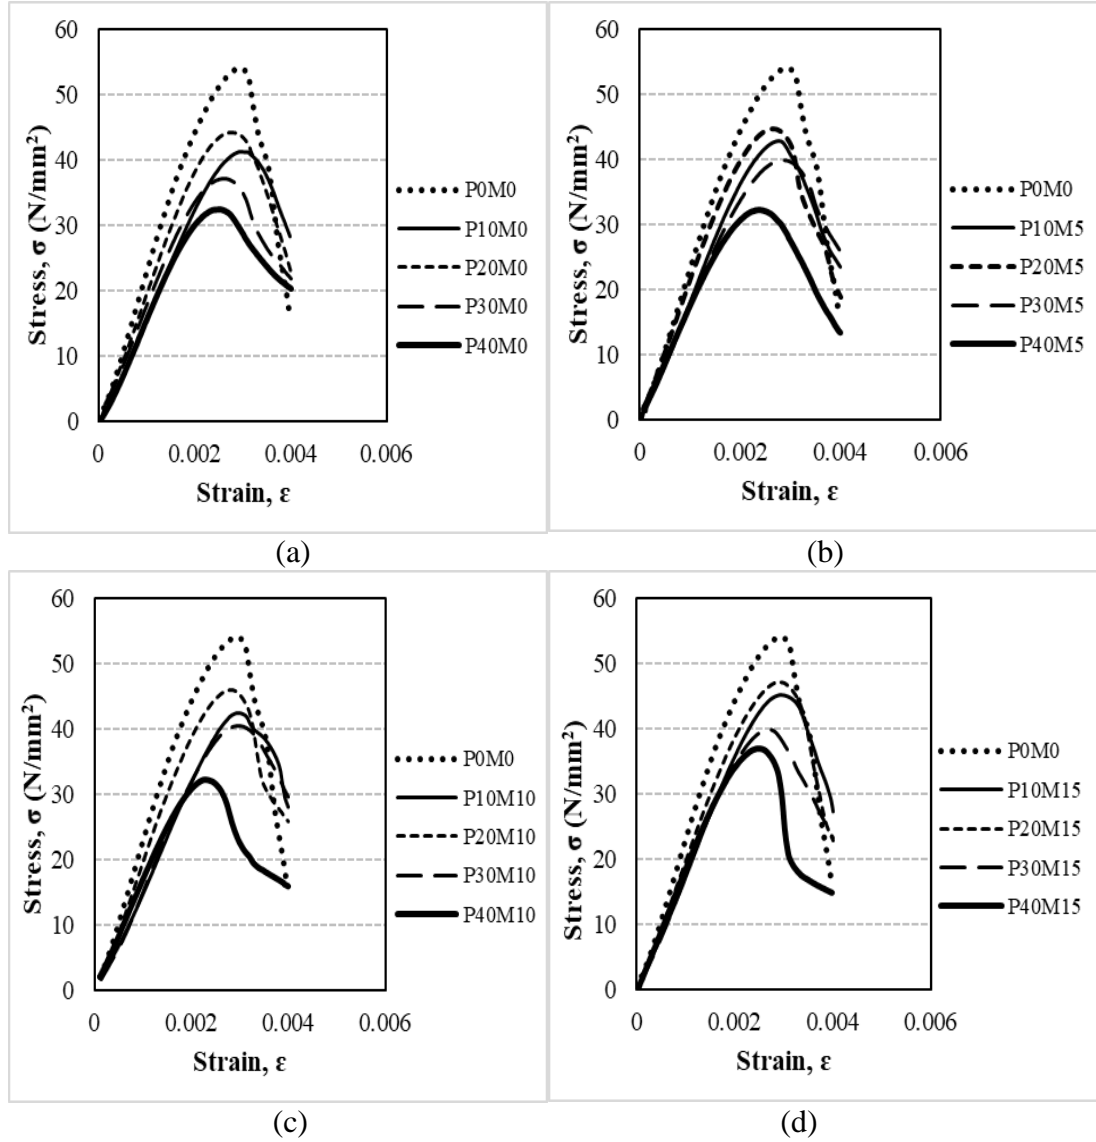 60
50
40
30
20
10
0
Stress, σ (N/mm²)
0 0.002 0.004 0.006
Strain, ε
P0M0
P10M0
P20M0
P30M0
P40M0
(a)
60
50
40
30
20
10
0
Stress, σ (N/mm²)
0 0.002 0.004 0.006
Strain, ε
P0M0
P10M5
P20M5
P30M5
P40M5
(b)
60
50
40
30
20
10
0
Stress, σ (N/mm²)
0 0.002 0.004 0.006
Strain, ε
P0M0
P10M10
P20M10
P30M10
P40M10
(c)
60
50
40
30
20
10
0
Stress, σ (N/mm²)
0 0.002 0.004 0.006
Strain, ε
P0M0
P10M15
P20M15
P30M15
P40M15
(d)